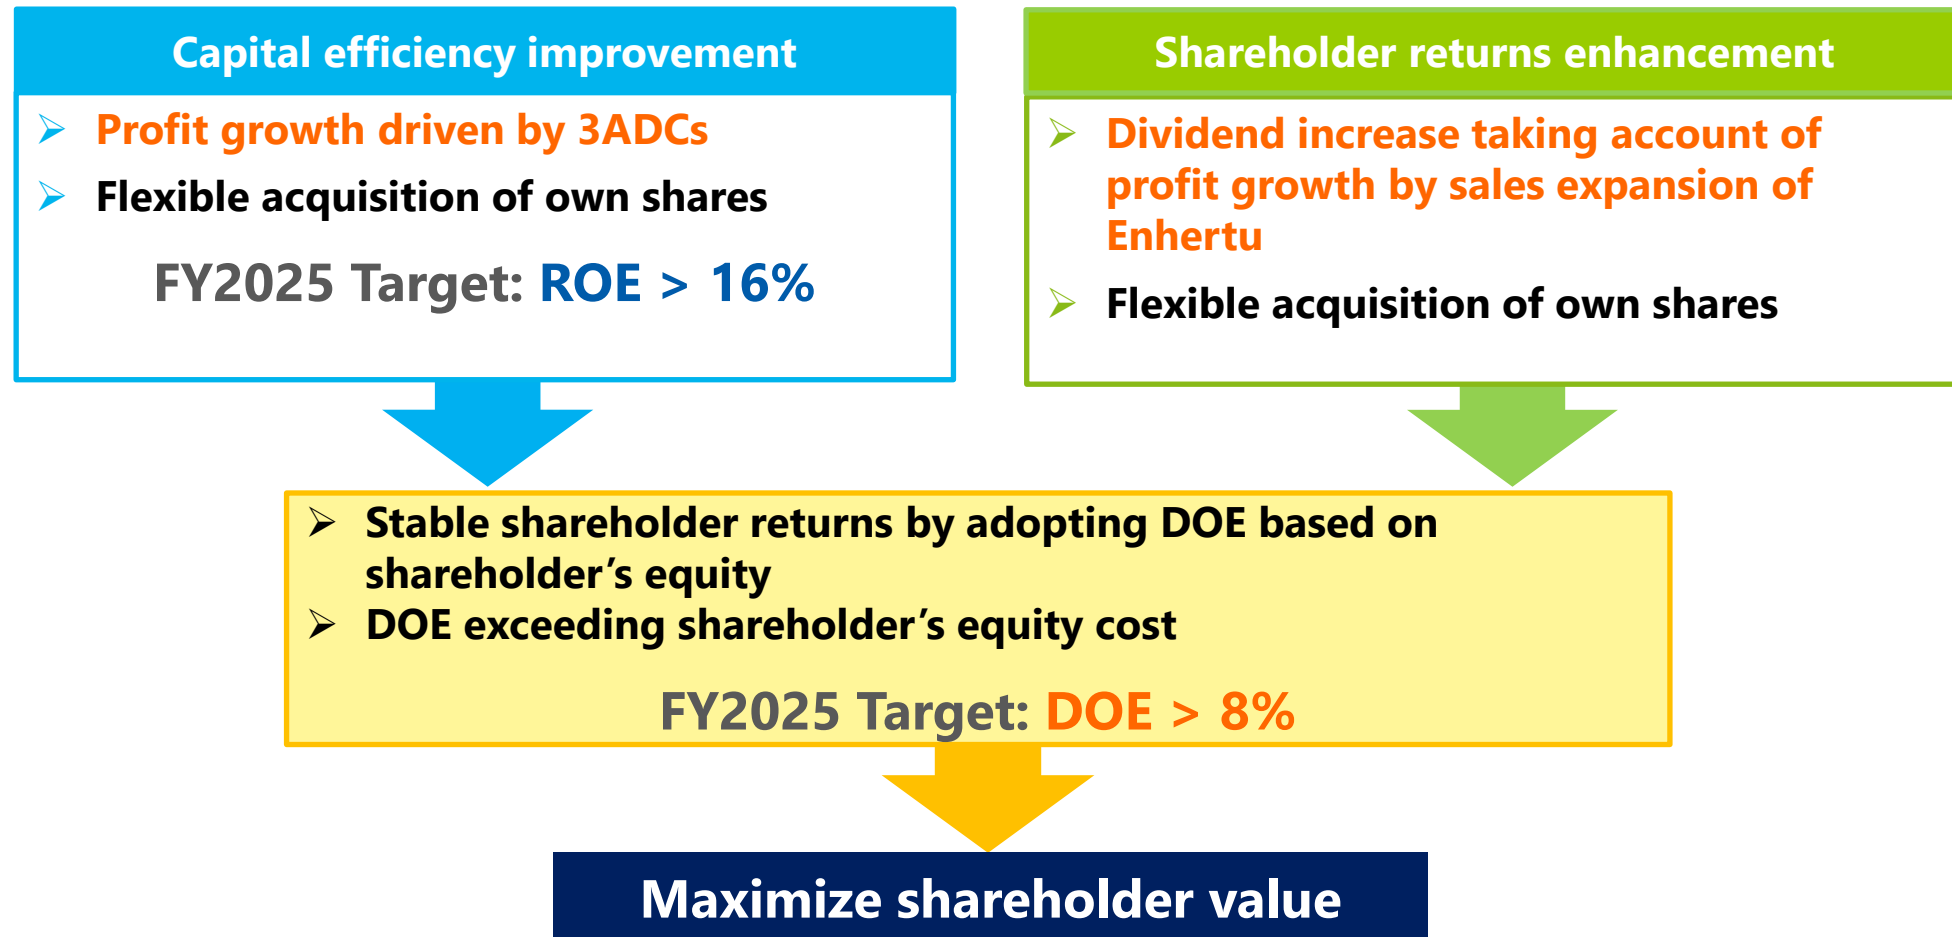 Capital efficiency improvement
➢ Profit growth driven by 3ADCs
➢ Flexible acquisition of own shares
FY2025 Target: ROE > 16%
Shareholder returns enhancement
➢ Dividend increase taking account of
profit growth by sales expansion of
Enhertu
➢ Flexible acquisition of own shares
➢ Stable shareholder returns by adopting DOE based on
shareholder’s equity
➢ DOE exceeding shareholder’s equity cost
FY2025 Target: DOE > 8%
Maximize shareholder value